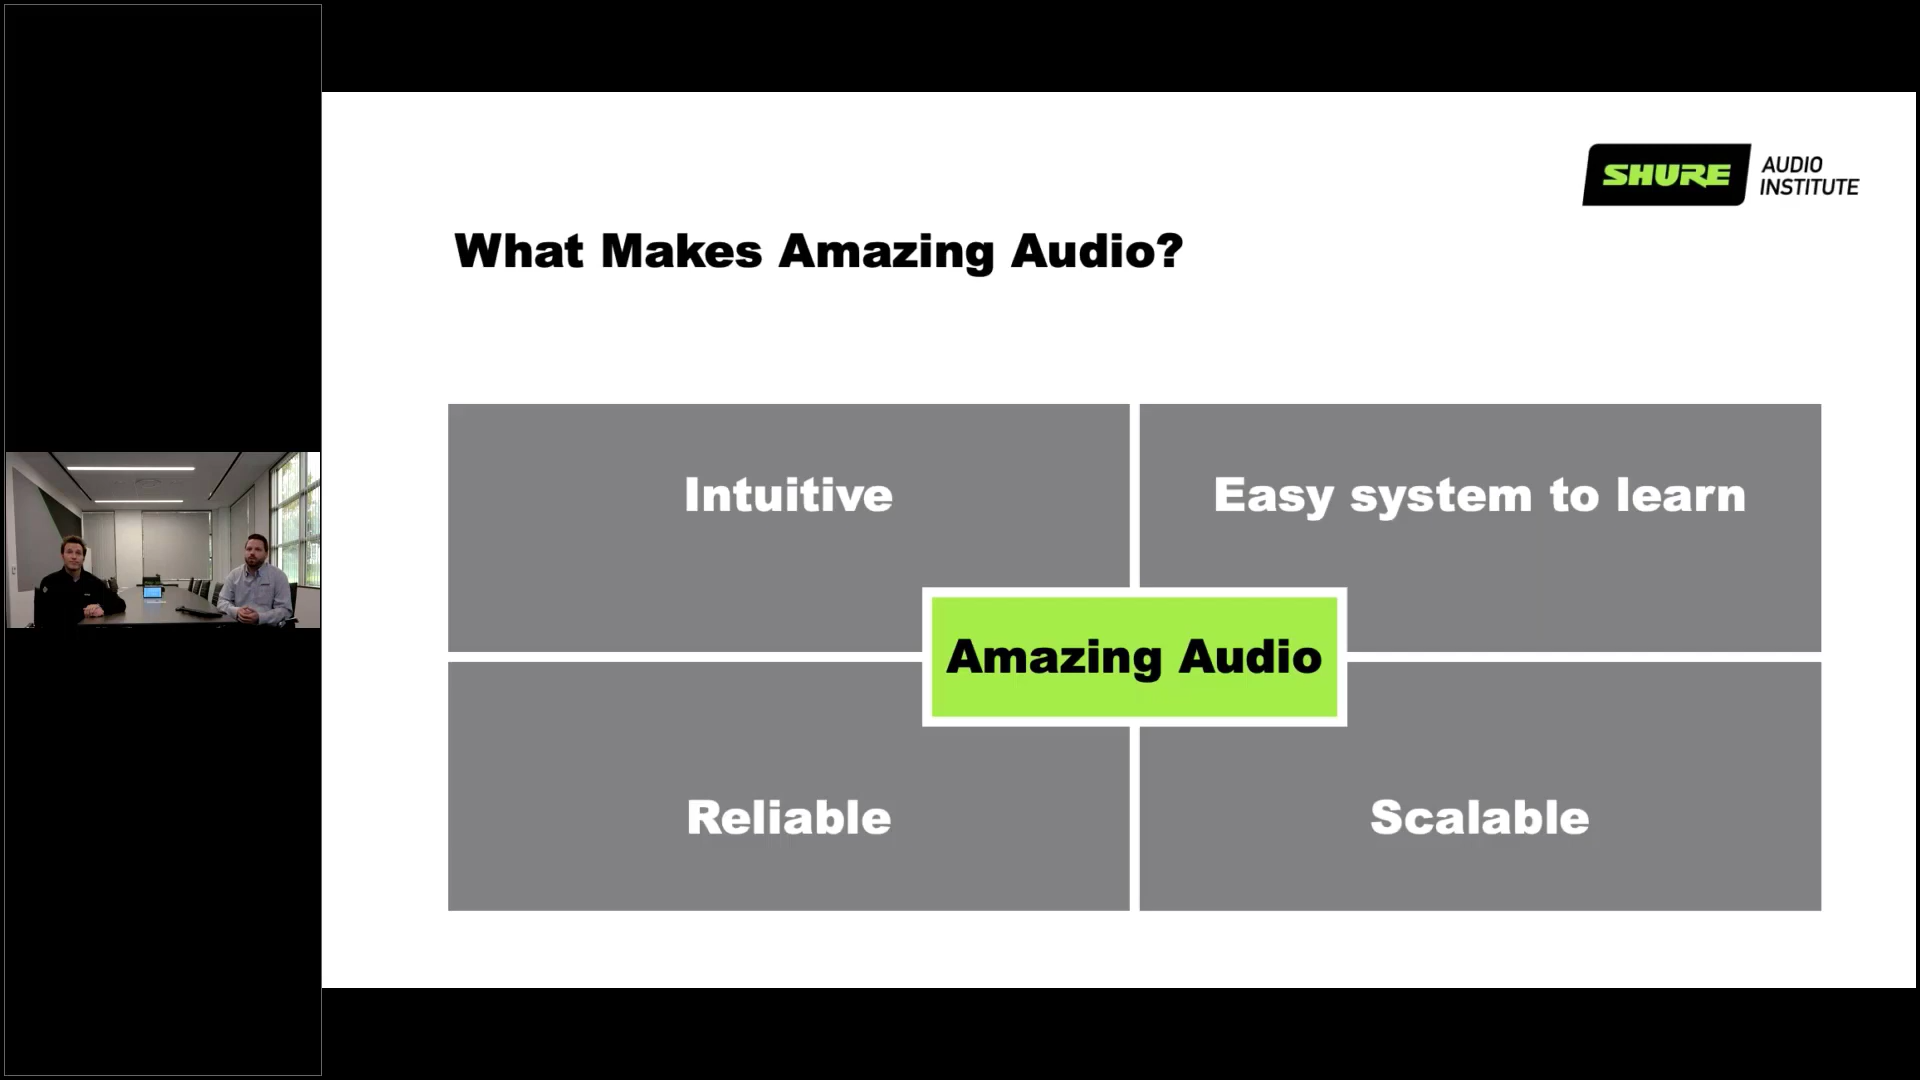 SHURE AUDIO
INSTITUTE
What Makes Amazing Audio?
Intuitive
Easy system to learn
Amazing Audio
Reliable
Scalable